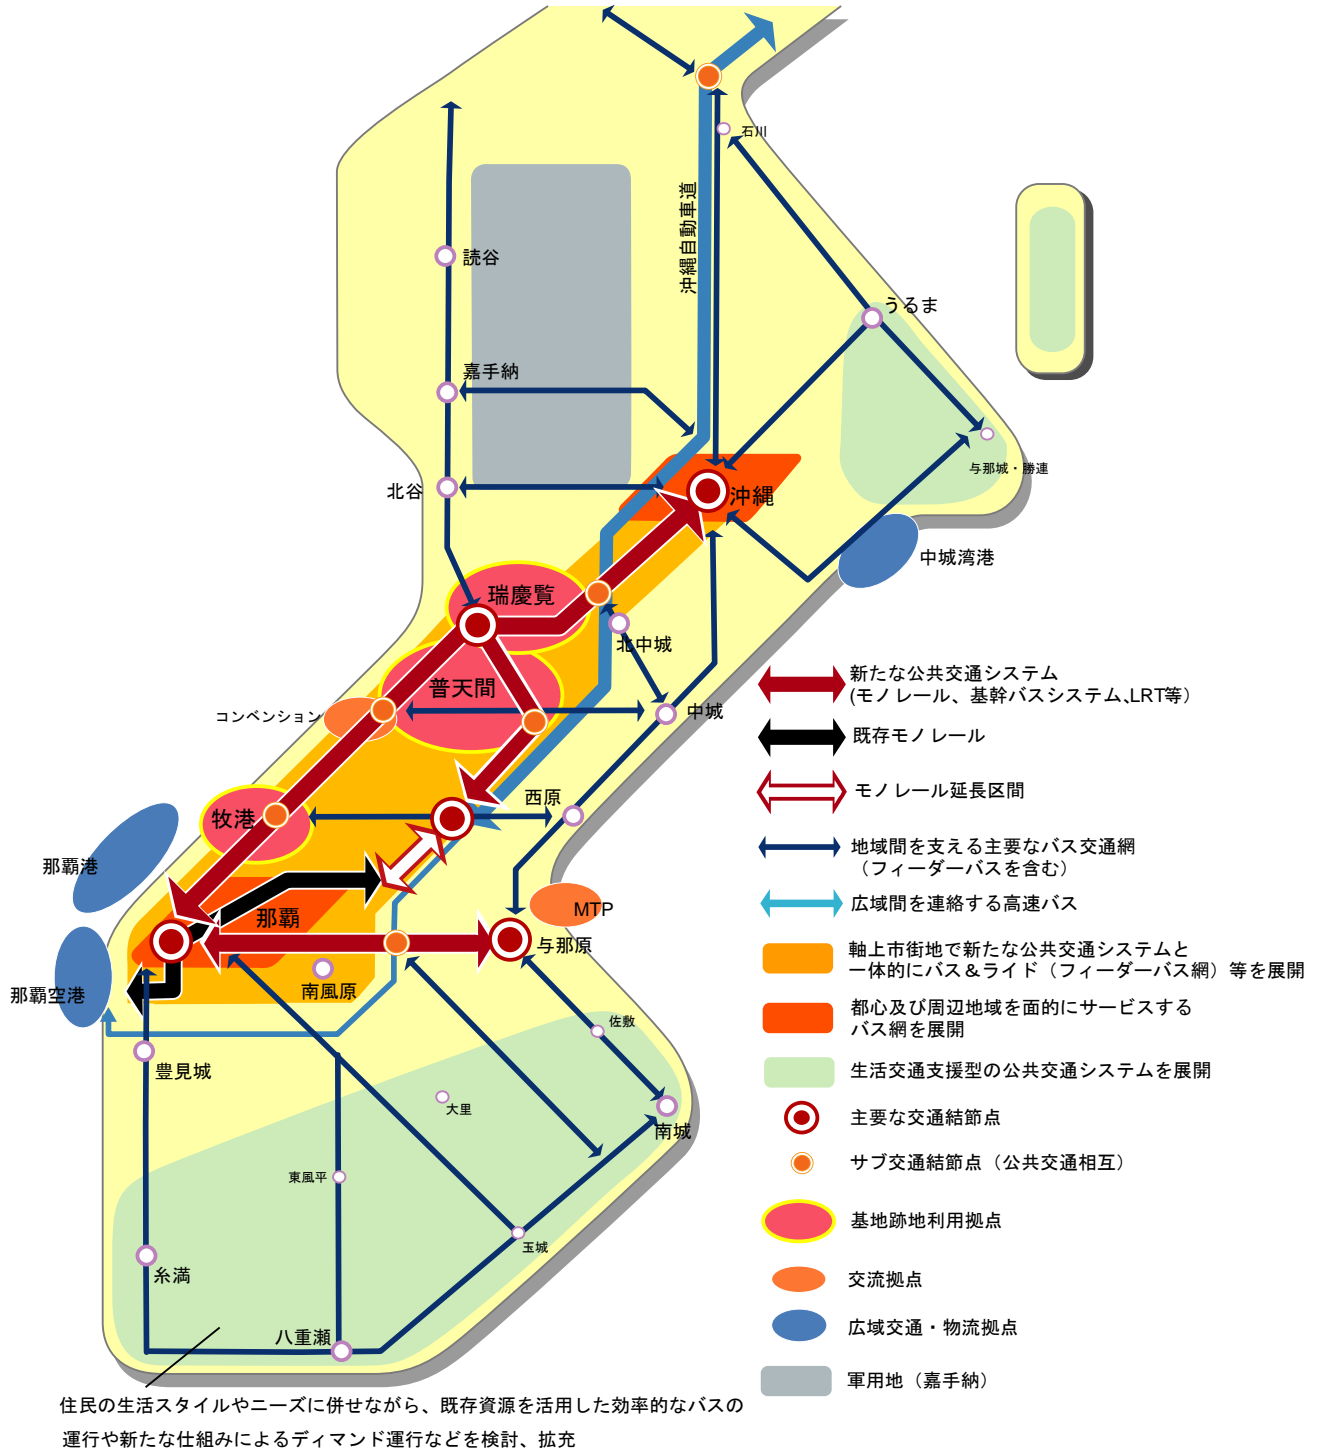 石川
沖縄自動車道
読谷
うるま
嘉手納
与那城・勝連
北谷
沖縄
中城湾港
瑞慶覧
北中城
普天間
コンベンション
中城
西原
牧港
那覇港
那覇
MTP
与那原
南風原
那覇空港
佐敷
豊見城
大里
南城
東風平
玉城
糸満
八重瀬
新たな公共交通システム
(モノレール、基幹バスシステム、LRT等）
既存モノレール
モノレール延長区間
地域間を支える主要なバス交通網
（フィーダーバスを含む）
広域間を連絡する高速バス
軸上市街地で新たな公共交通システムと
一体的にバス＆ライド（フィーダーバス網）等を展開
都心及び周辺地域を面的にサービスする
バス網を展開
生活交通支援型の公共交通システムを展開
主要な交通結節点
サブ交通結節点（公共交通相互）
基地跡地利用拠点
交流拠点
広域交通・物流拠点
軍用地（嘉手納）
住民の生活スタイルやニーズに併せながら、既存資源を活用した効率的なバスの
運行や新たな仕組みによるディマンド運行などを検討、拡充